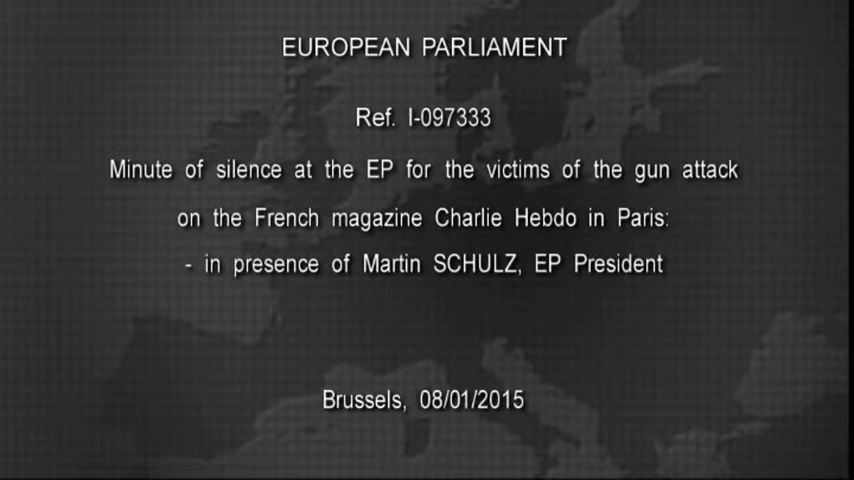 EUROPEAN PARLIAMENT
Ref. I-097333
Minute of silence at the EP for the victims of the gun attack
on the French magazine Charlie Hebdo in Paris:
- in presence of Martin SCHULZ, EP President
Brussels, 08/01/2015